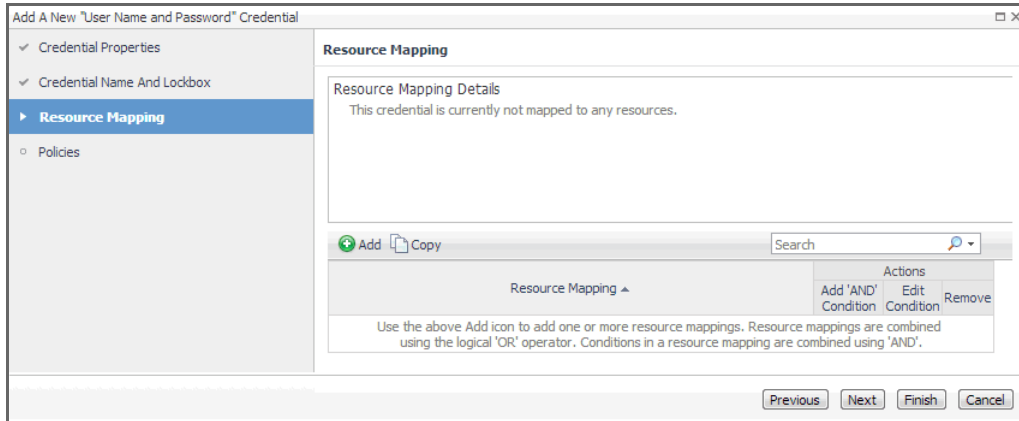 Add A New "User Name and Password" Credential
Credential Properties
Credential Name And Lockbox
Resource Mapping
Policies
Resource Mapping
Resource Mapping Details
This credential is currently not mapped to any resources.
Add Copy
Search
Resource Mapping
Actions
Add 'AND' Condition
Edit Condition
Remove
Use the above Add icon to add one or more resource mappings. Resource mappings are combined
using the logical 'OR' operator. Conditions in a resource mapping are combined using 'AND'.
Previous Next Finish Cancel